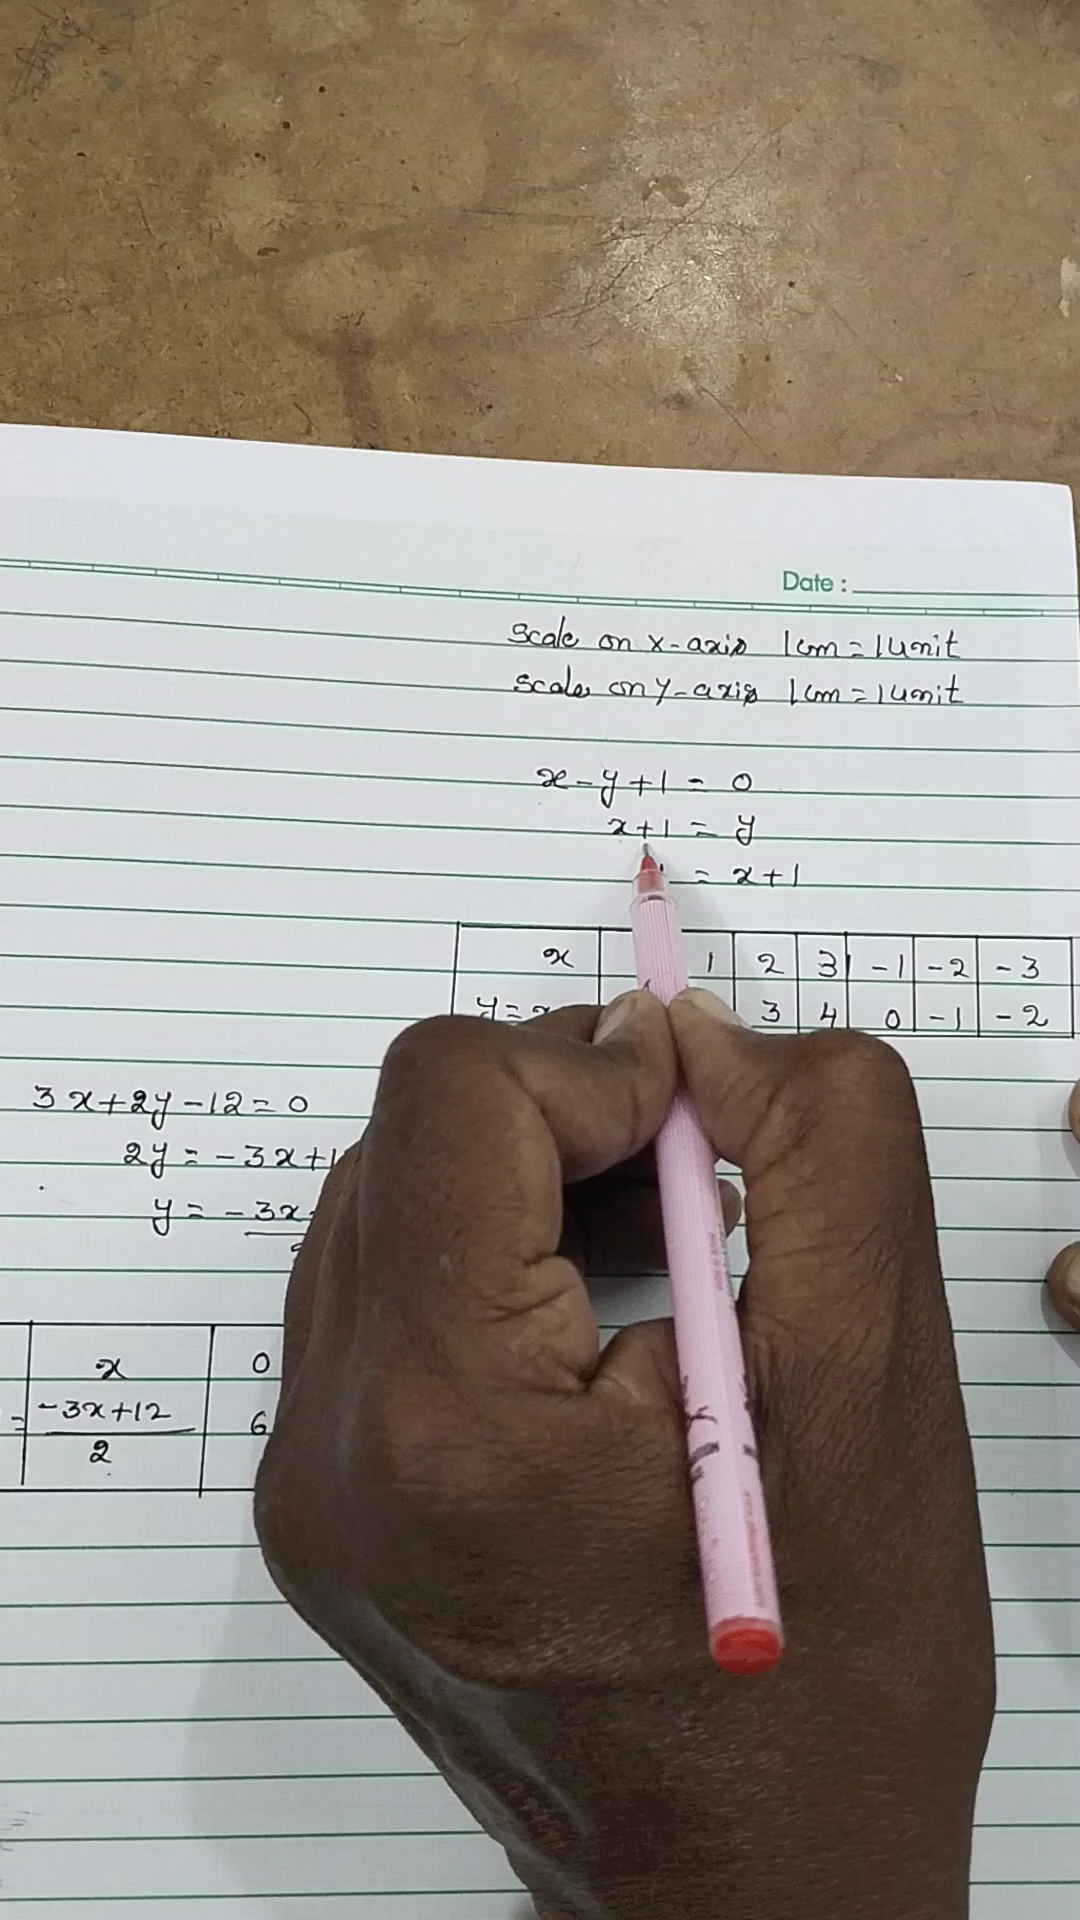 Date :
Scale on x-axis 1cm = 1unit
Scale on y-axis 1cm = 1unit
x - y + 1 = 0
x + 1 = y
= x + 1
x 1 2 3 -1 -2 -3
y = x 3 4 0 -1 -2
3x + 2y - 12 = 0
2y = -3x + 1
y = -3x
x 0
= -3x+12 6
2